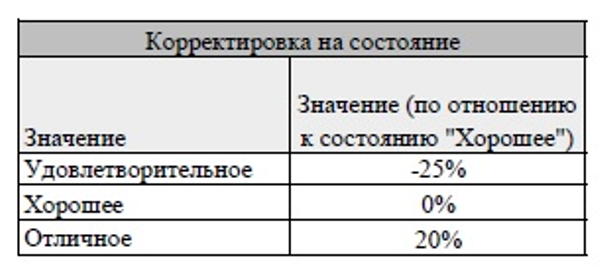 Корректировка на состояние
Значение (по отношению
Значение к состоянию "Хорошее")
Удовлетворительное -25%
Хорошее 0%
Отличное 20%